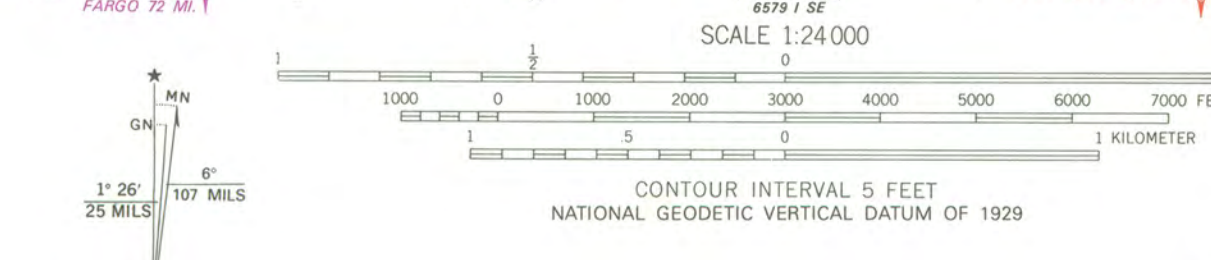 FARGO 72 MI.
6579 I SE
SCALE 1:24 000
1 1/2 0
1000 0 1000 2000 3000 4000 5000 6000 7000 FE
1 .5 0 1 KILOMETER
CONTOUR INTERVAL 5 FEET
NATIONAL GEODETIC VERTICAL DATUM OF 1929
MN
GN
1° 26′
25 MILS
6°
107 MILS